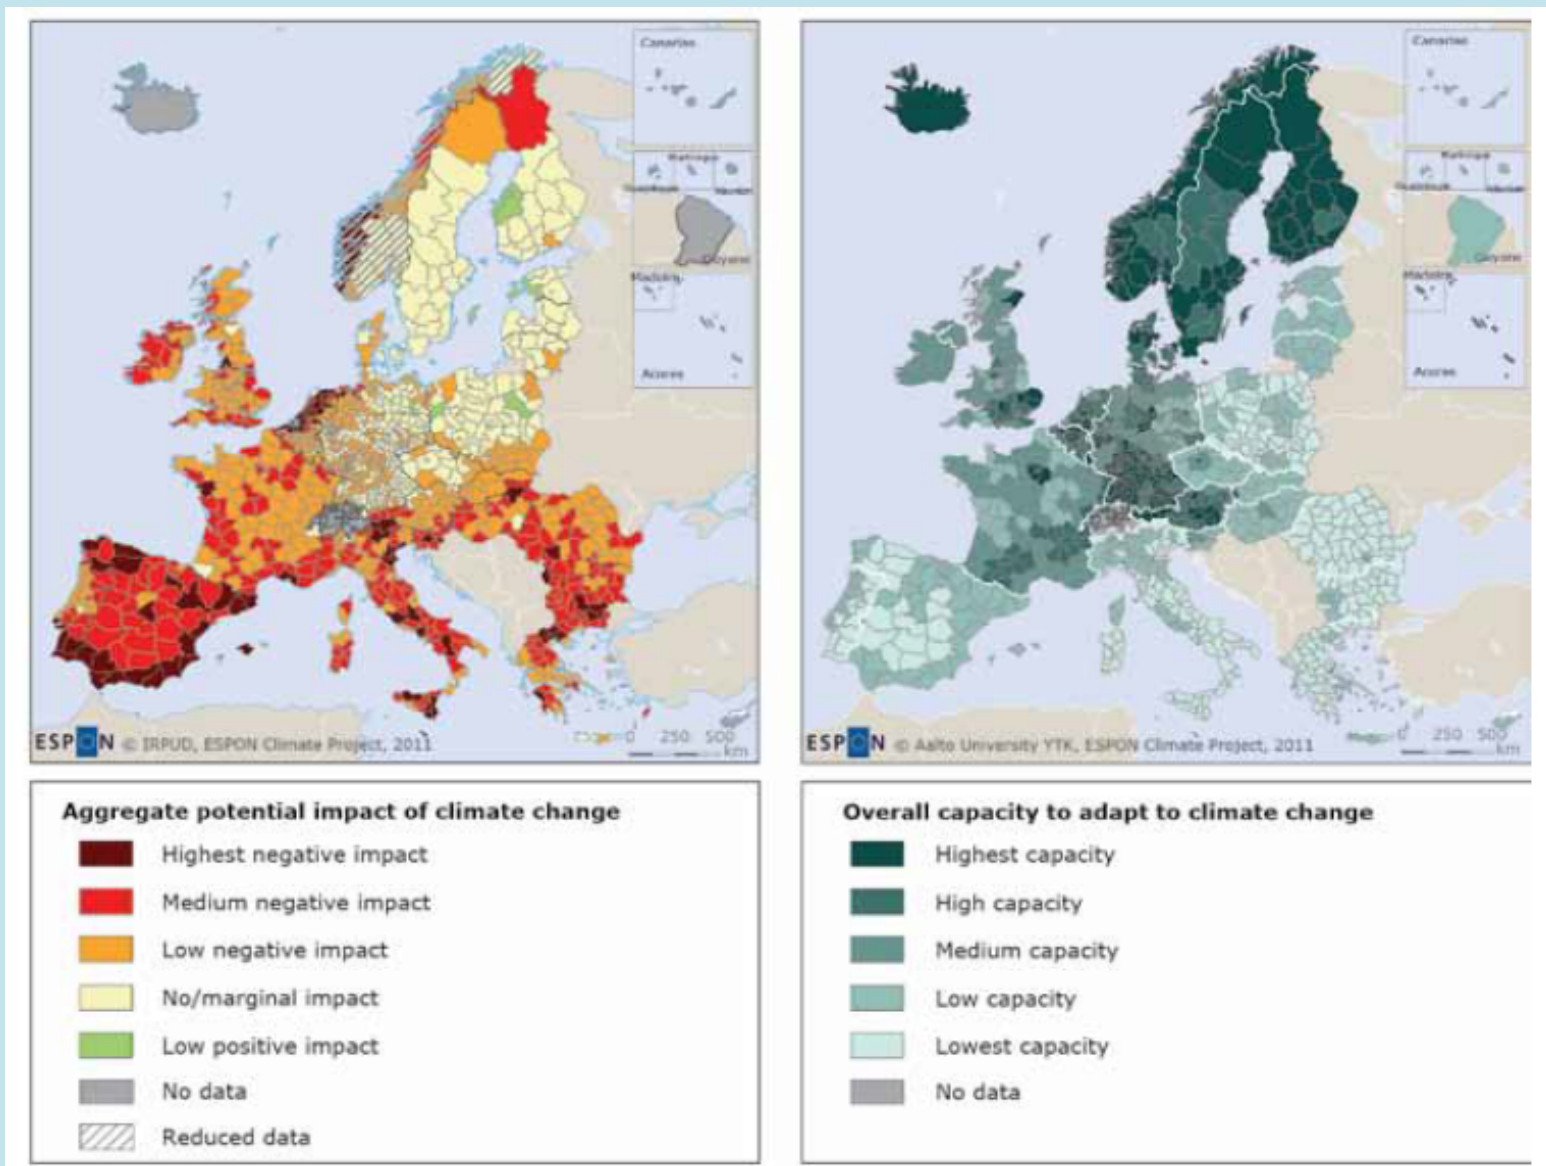 Canarias
Guyane
Madeira
Acores
ESPON © IRPUD, ESPON Climate Project, 2011
0 250 500
km
Canarias
Guyane
Madeira
Acores
ESPON © Aalto University YTK, ESPON Climate Project, 2011
0 250 500
km
Aggregate potential impact of climate change
Highest negative impact
Medium negative impact
Low negative impact
No/marginal impact
Low positive impact
No data
Reduced data
Overall capacity to adapt to climate change
Highest capacity
High capacity
Medium capacity
Low capacity
Lowest capacity
No data